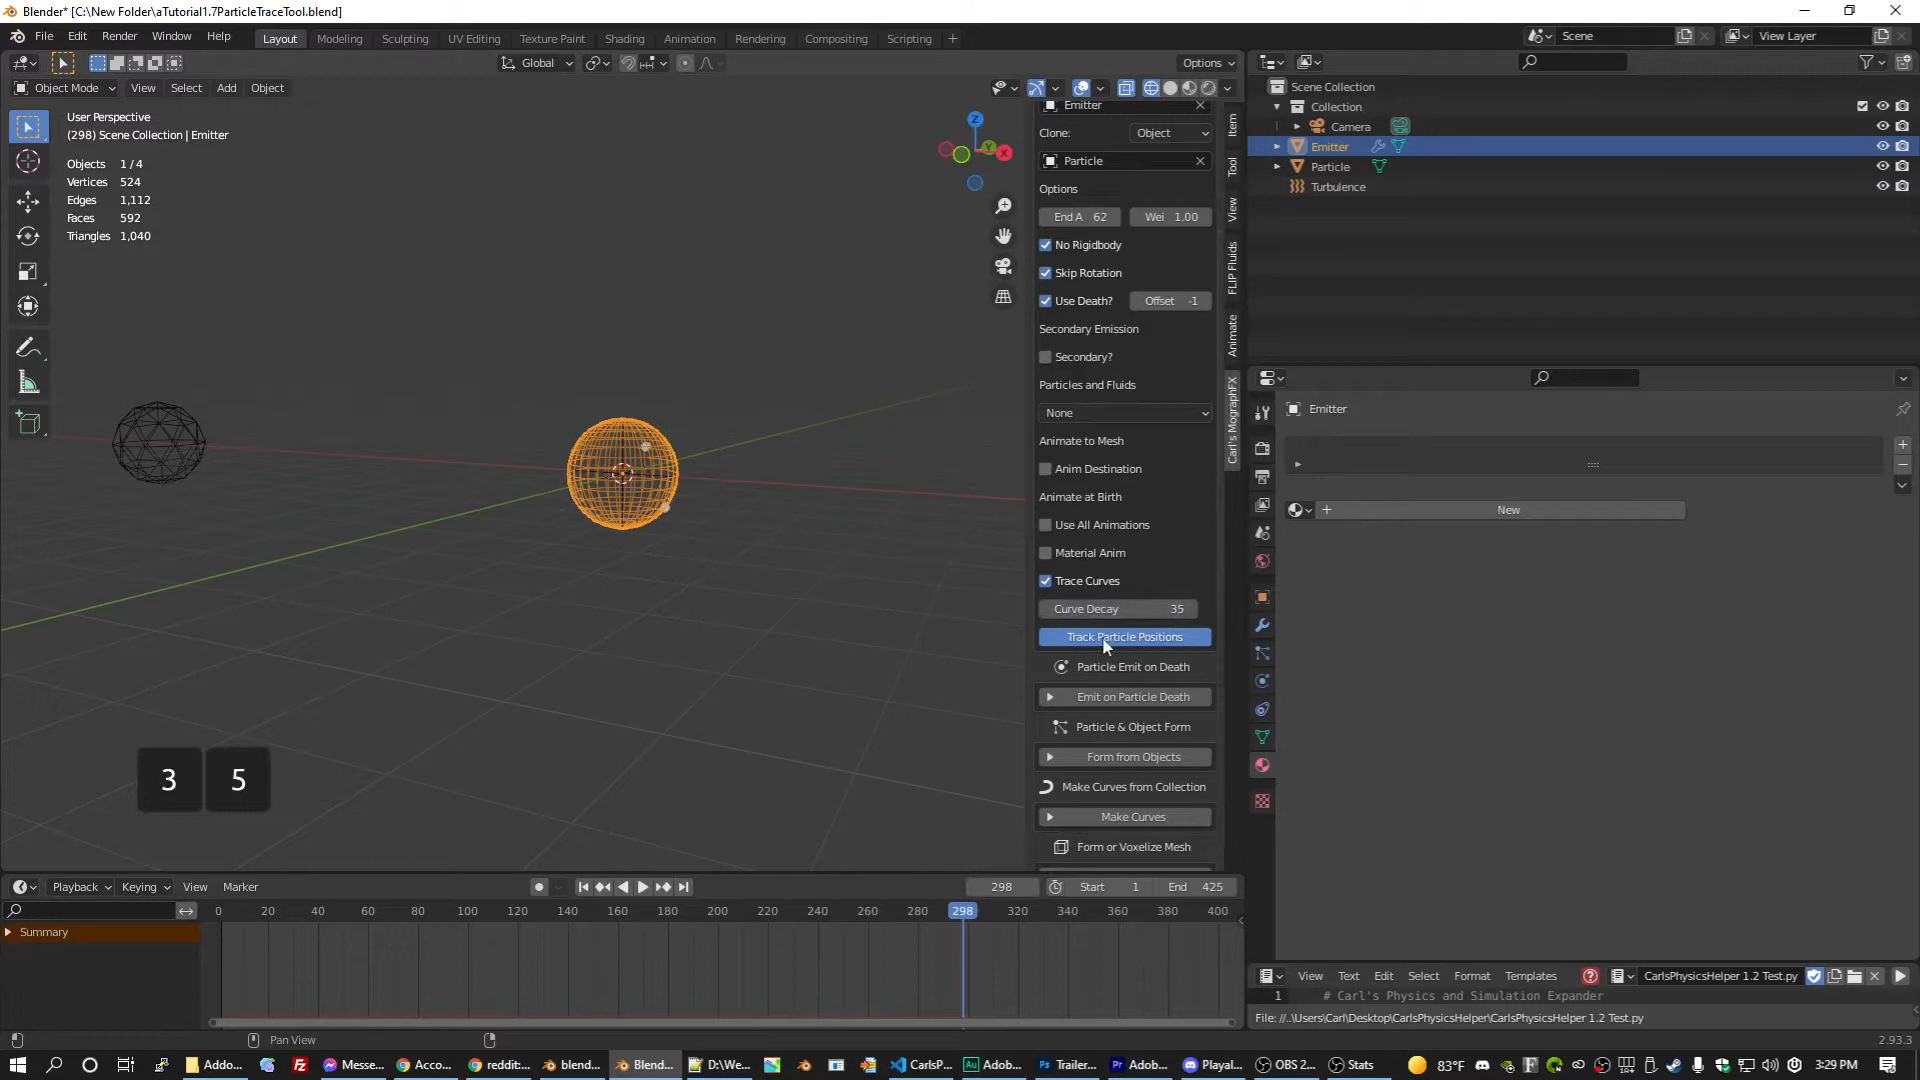 Blender* [C:\New Folder\aTutorial1.7ParticleTraceTool.blend]
File Edit Render Window Help
Layout Modeling Sculpting UV Editing Texture Paint Shading Animation Rendering Compositing Scripting
Scene View Layer
Global Options
Object Mode View Select Add Object
User Perspective
(298) Scene Collection | Emitter
Objects 1 / 4
Vertices 524
Edges 1,112
Faces 592
Triangles 1,040
Z
Y
X
Emitter
Clone: Object
Particle
Options
End A 62 Wei 1.00
No Rigidbody
Skip Rotation
Use Death? Offset -1
Secondary Emission
Secondary?
Particles and Fluids
None
Animate to Mesh
Anim Destination
Animate at Birth
Use All Animations
Material Anim
Trace Curves
Curve Decay 35
Track Particle Positions
Particle Emit on Death
Emit on Particle Death
Particle & Object Form
Form from Objects
Make Curves from Collection
Make Curves
Form or Voxelize Mesh
Item
Tool
View
FLIP Fluids
Animate
Carl's MographFX
Scene Collection
Collection
Camera
Emitter
Particle
Turbulence
Emitter
New
3 5
Playback Keying View Marker
298 Start 1 End 425
0 20 40 60 80 100 120 140 160 180 200 220 240 260 280 298 320 340 360 380 400
Summary
View Text Edit Select Format Templates CarlsPhysicsHelper 1.2 Test.py
1 # Carl's Physics and Simulation Expander
File: //..\Users\Carl\Desktop\CarlsPhysicsHelper\CarlsPhysicsHelper 1.2 Test.py
Pan View
2.93.3
Addo... Messe... Acco... reddit:... blend... Blend... D:\We... CarlsP... Adob... Trailer... Adob... Playal... OBS 2... Stats 83°F 3:29 PM